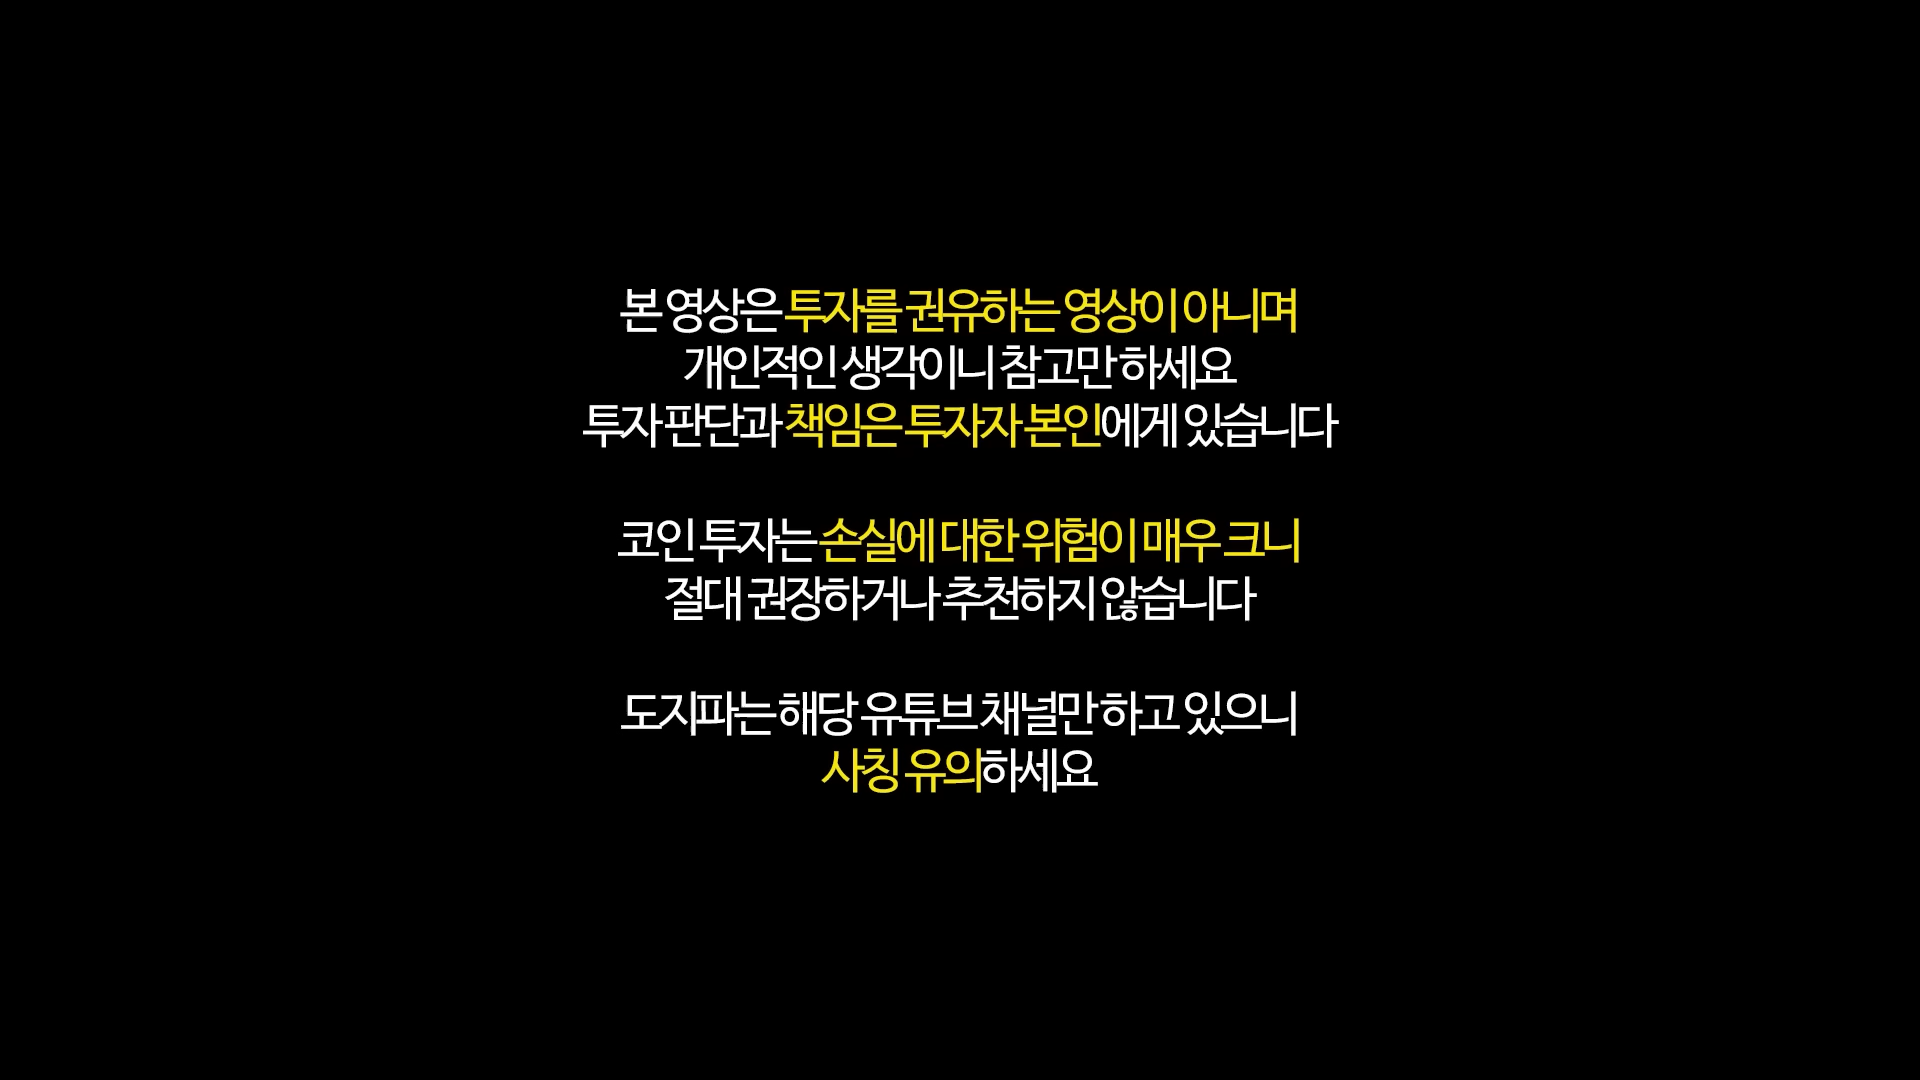 본 영상은 투자를 권유하는 영상이 아니며
개인적인 생각이니 참고만 하세요
투자 판단과 책임은 투자자 본인에게 있습니다
코인 투자는 손실에 대한 위험이 매우 크니
절대 권장하거나 추천하지 않습니다
도지파는 해당 유튜브 채널만 하고 있으니
사칭 유의하세요